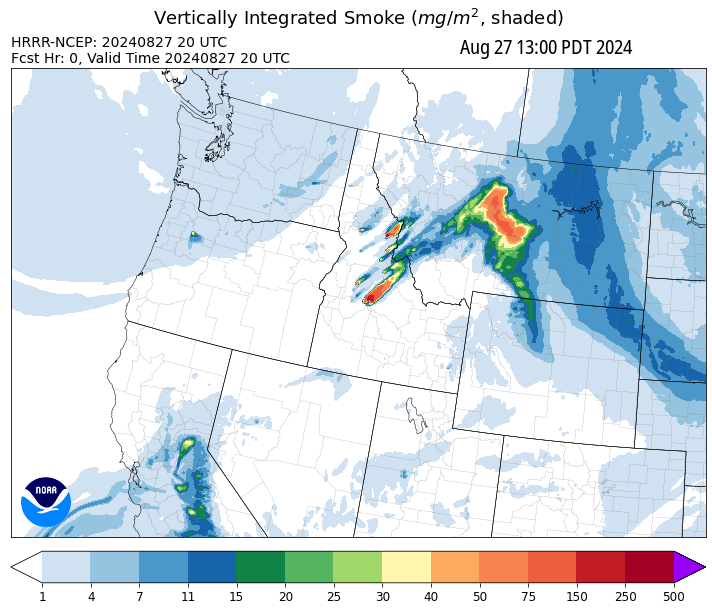 Vertically Integrated Smoke (mg/m², shaded)
HRRR-NCEP: 20240827 20 UTC
Fcst Hr: 0, Valid Time 20240827 20 UTC
Aug 27 13:00 PDT 2024
NOAA
1 4 7 11 15 20 25 30 40 50 75 150 250 500